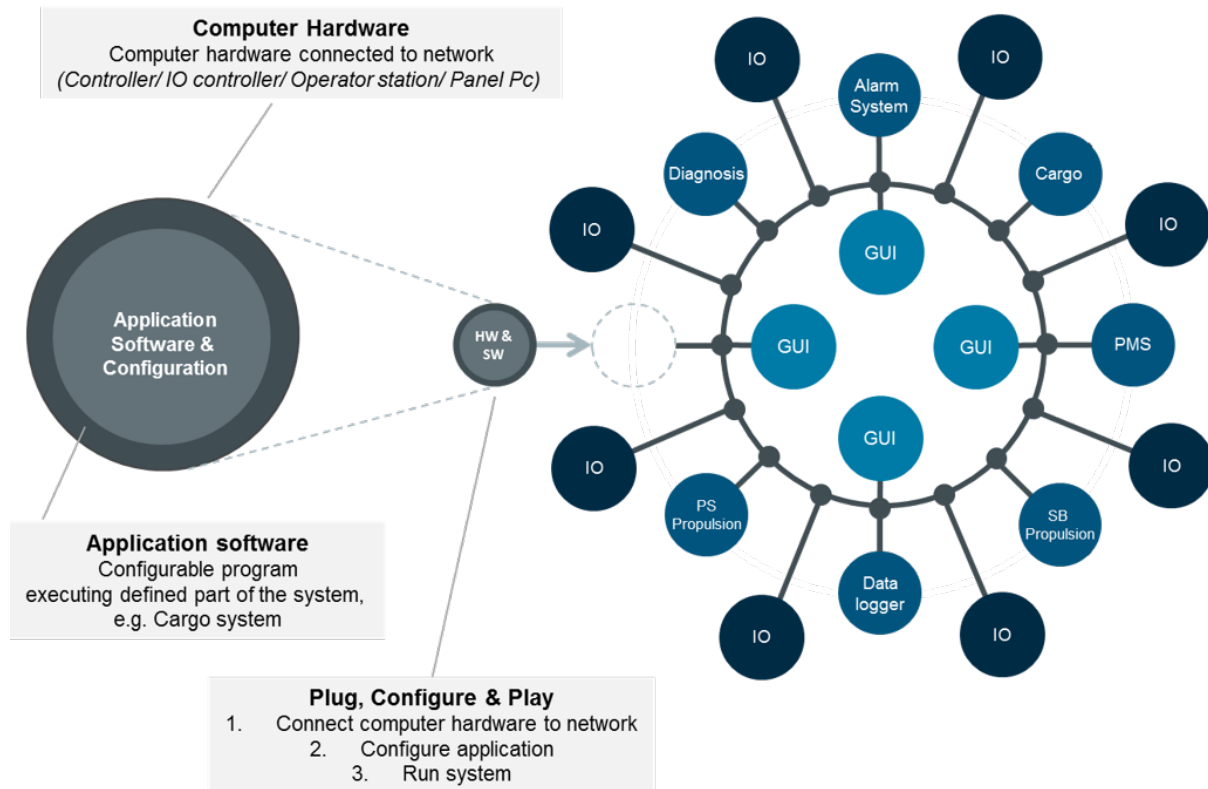 Computer Hardware
Computer hardware connected to network
(Controller/ IO controller/ Operator station/ Panel Pc)
Application
Software &
Configuration
HW &
SW
Application software
Configurable program
executing defined part of the system,
e.g. Cargo system
Plug, Configure & Play
1. Connect computer hardware to network
2. Configure application
3. Run system
IO
IO
Alarm
System
Diagnosis
Cargo
IO
IO
GUI
GUI
GUI
PMS
GUI
IO
IO
PS
Propulsion
SB
Propulsion
Data
logger
IO
IO